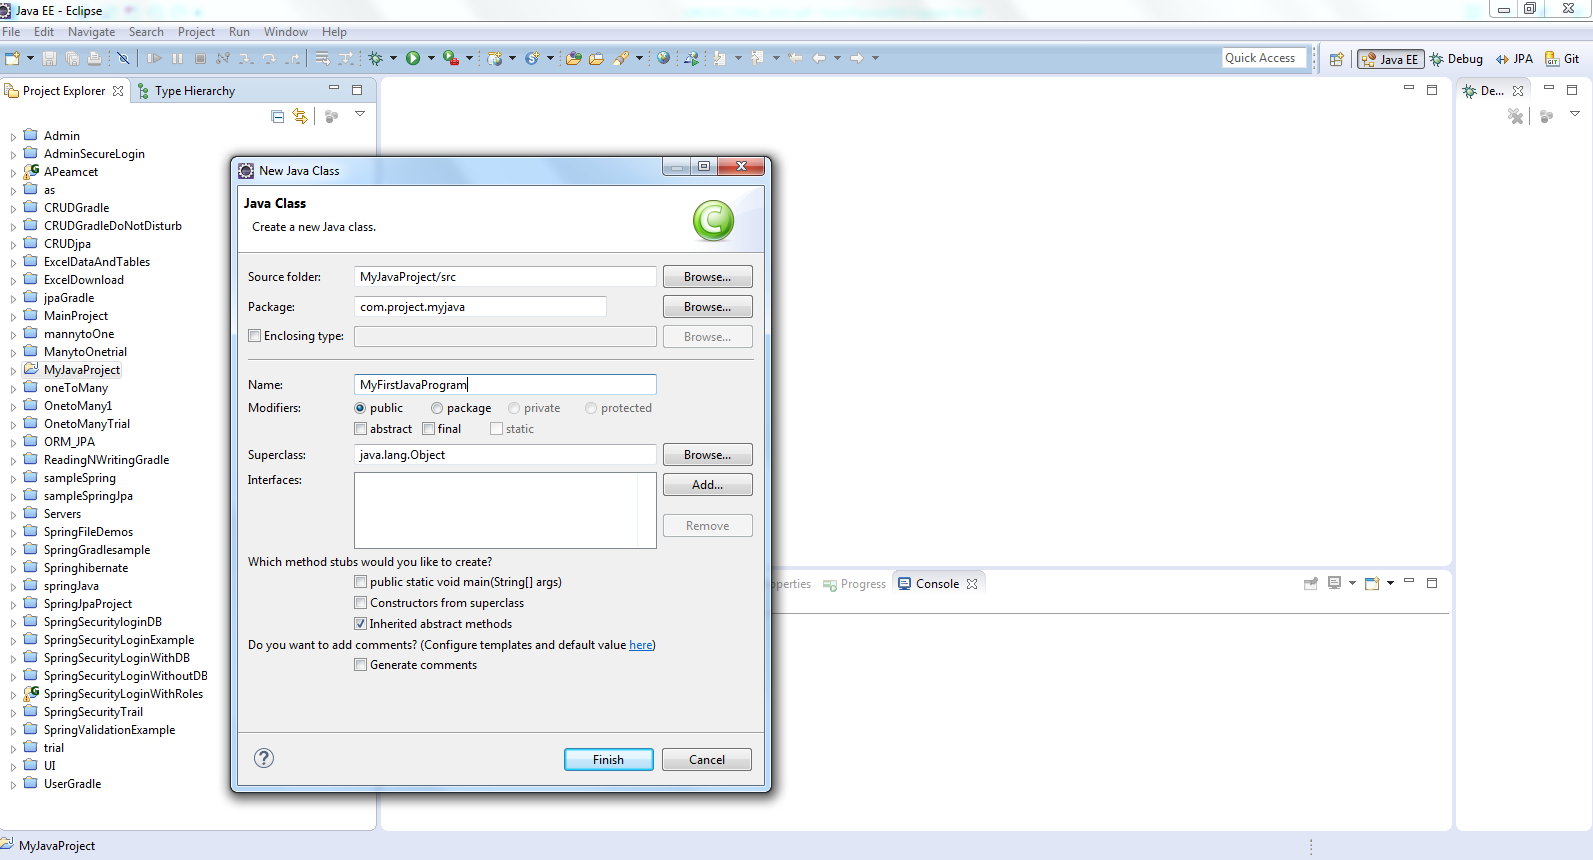 Java EE - Eclipse
File Edit Navigate Search Project Run Window Help
Quick Access
Java EE Debug JPA Git
Project Explorer Type Hierarchy
De...
Admin
AdminSecureLogin
APeamcet
as
CRUDGradle
CRUDGradleDoNotDisturb
CRUDjpa
ExcelDataAndTables
ExcelDownload
jpaGradle
MainProject
mannytoOne
ManytoOnetrial
MyJavaProject
oneToMany
OnetoMany1
OnetoManyTrial
ORM_JPA
ReadingNWritingGradle
sampleSpring
sampleSpringJpa
Servers
SpringFileDemos
SpringGradlesample
Springhibernate
springJava
SpringJpaProject
SpringSecurityloginDB
SpringSecurityLoginExample
SpringSecurityLoginWithDB
SpringSecurityLoginWithoutDB
SpringSecurityLoginWithRoles
SpringSecurityTrail
SpringValidationExample
trial
UI
UserGradle
New Java Class
Java Class
Create a new Java class.
C
Source folder: MyJavaProject/src Browse...
Package: com.project.myjava Browse...
Enclosing type: Browse...
Name: MyFirstJavaProgram
Modifiers: public package private protected
abstract final static
Superclass: java.lang.Object Browse...
Interfaces: Add...
Remove
Which method stubs would you like to create?
public static void main(String[] args)
Constructors from superclass
Inherited abstract methods
Do you want to add comments? (Configure templates and default value here)
Generate comments
? Finish Cancel
operties Progress Console
MyJavaProject